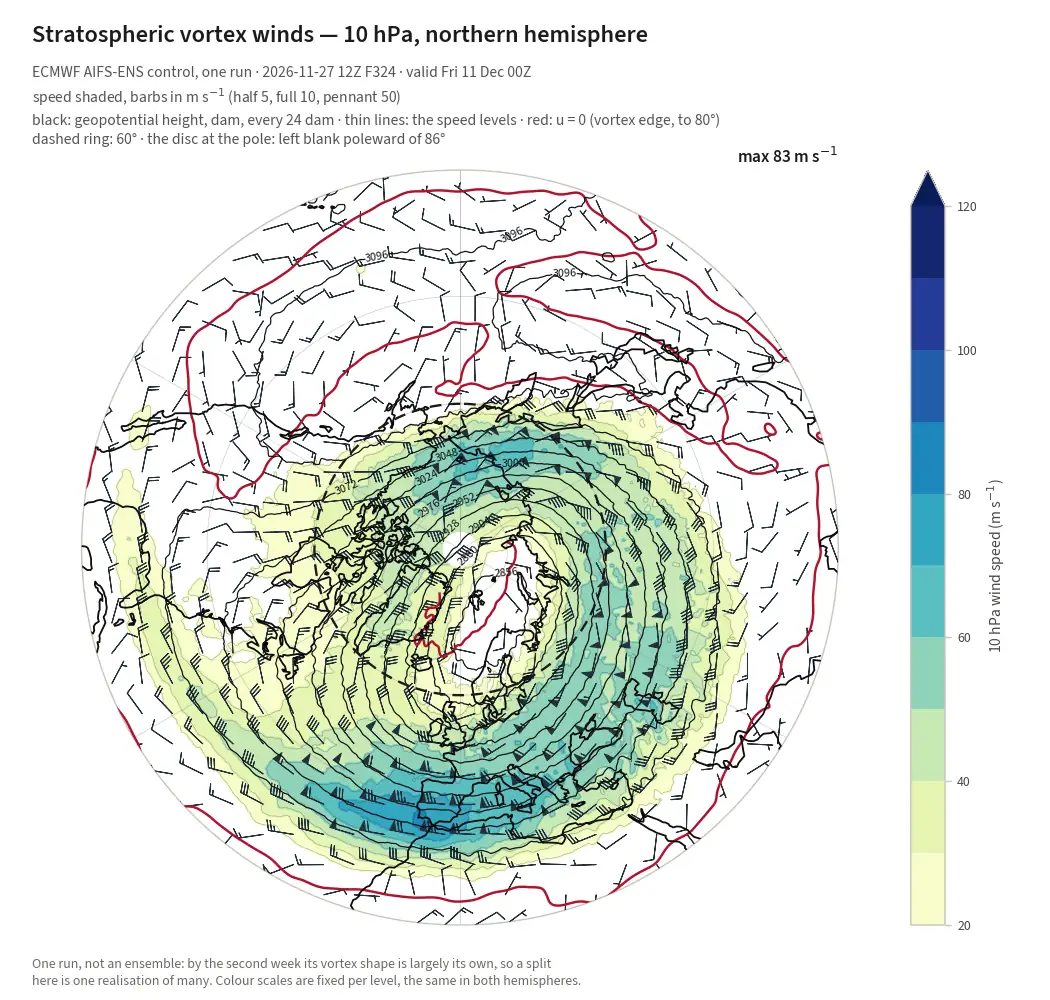 Stratospheric vortex winds — 10 hPa, northern hemisphere
ECMWF AIFS-ENS control, one run · 2026-11-27 12Z F324 · valid Fri 11 Dec 00Z
speed shaded, barbs in m s⁻¹ (half 5, full 10, pennant 50)
black: geopotential height, dam, every 24 dam · thin lines: the speed levels · red: u = 0 (vortex edge, to 80°)
dashed ring: 60° · the disc at the pole: left blank poleward of 86°
max 83 m s⁻¹
120
100
80
60
40
20
10 hPa wind speed (m s⁻¹)
3096
3096
3096
3048
3024
2952
2976
2856
One run, not an ensemble: by the second week its vortex shape is largely its own, so a split
here is one realisation of many. Colour scales are fixed per level, the same in both hemispheres.